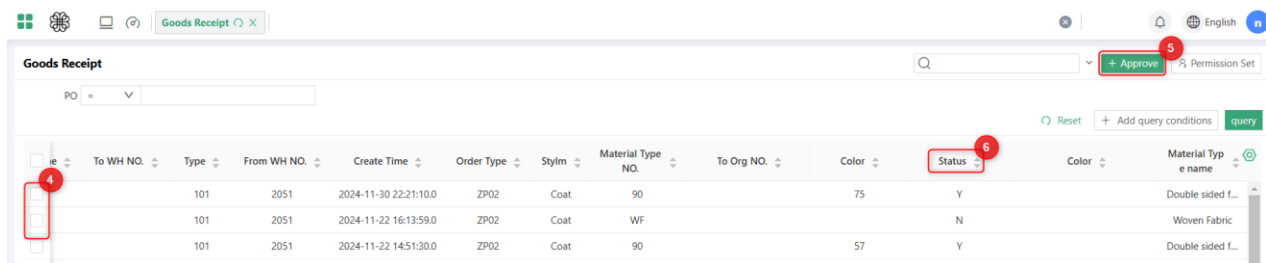 Goods Receipt
English
n
5
Goods Receipt
+ Approve
Permission Set
PO = 
Reset
+ Add query conditions
query
6
To WH NO. Type From WH NO. Create Time Order Type Stylm Material Type NO. To Org NO. Color Status Color Material Typ e name
4
101 2051 2024-11-30 22:21:10.0 ZP02 Coat 90 75 Y Double sided f...
101 2051 2024-11-22 16:13:59.0 ZP02 Coat WF N Woven Fabric
101 2051 2024-11-22 14:51:30.0 ZP02 Coat 90 57 Y Double sided f...